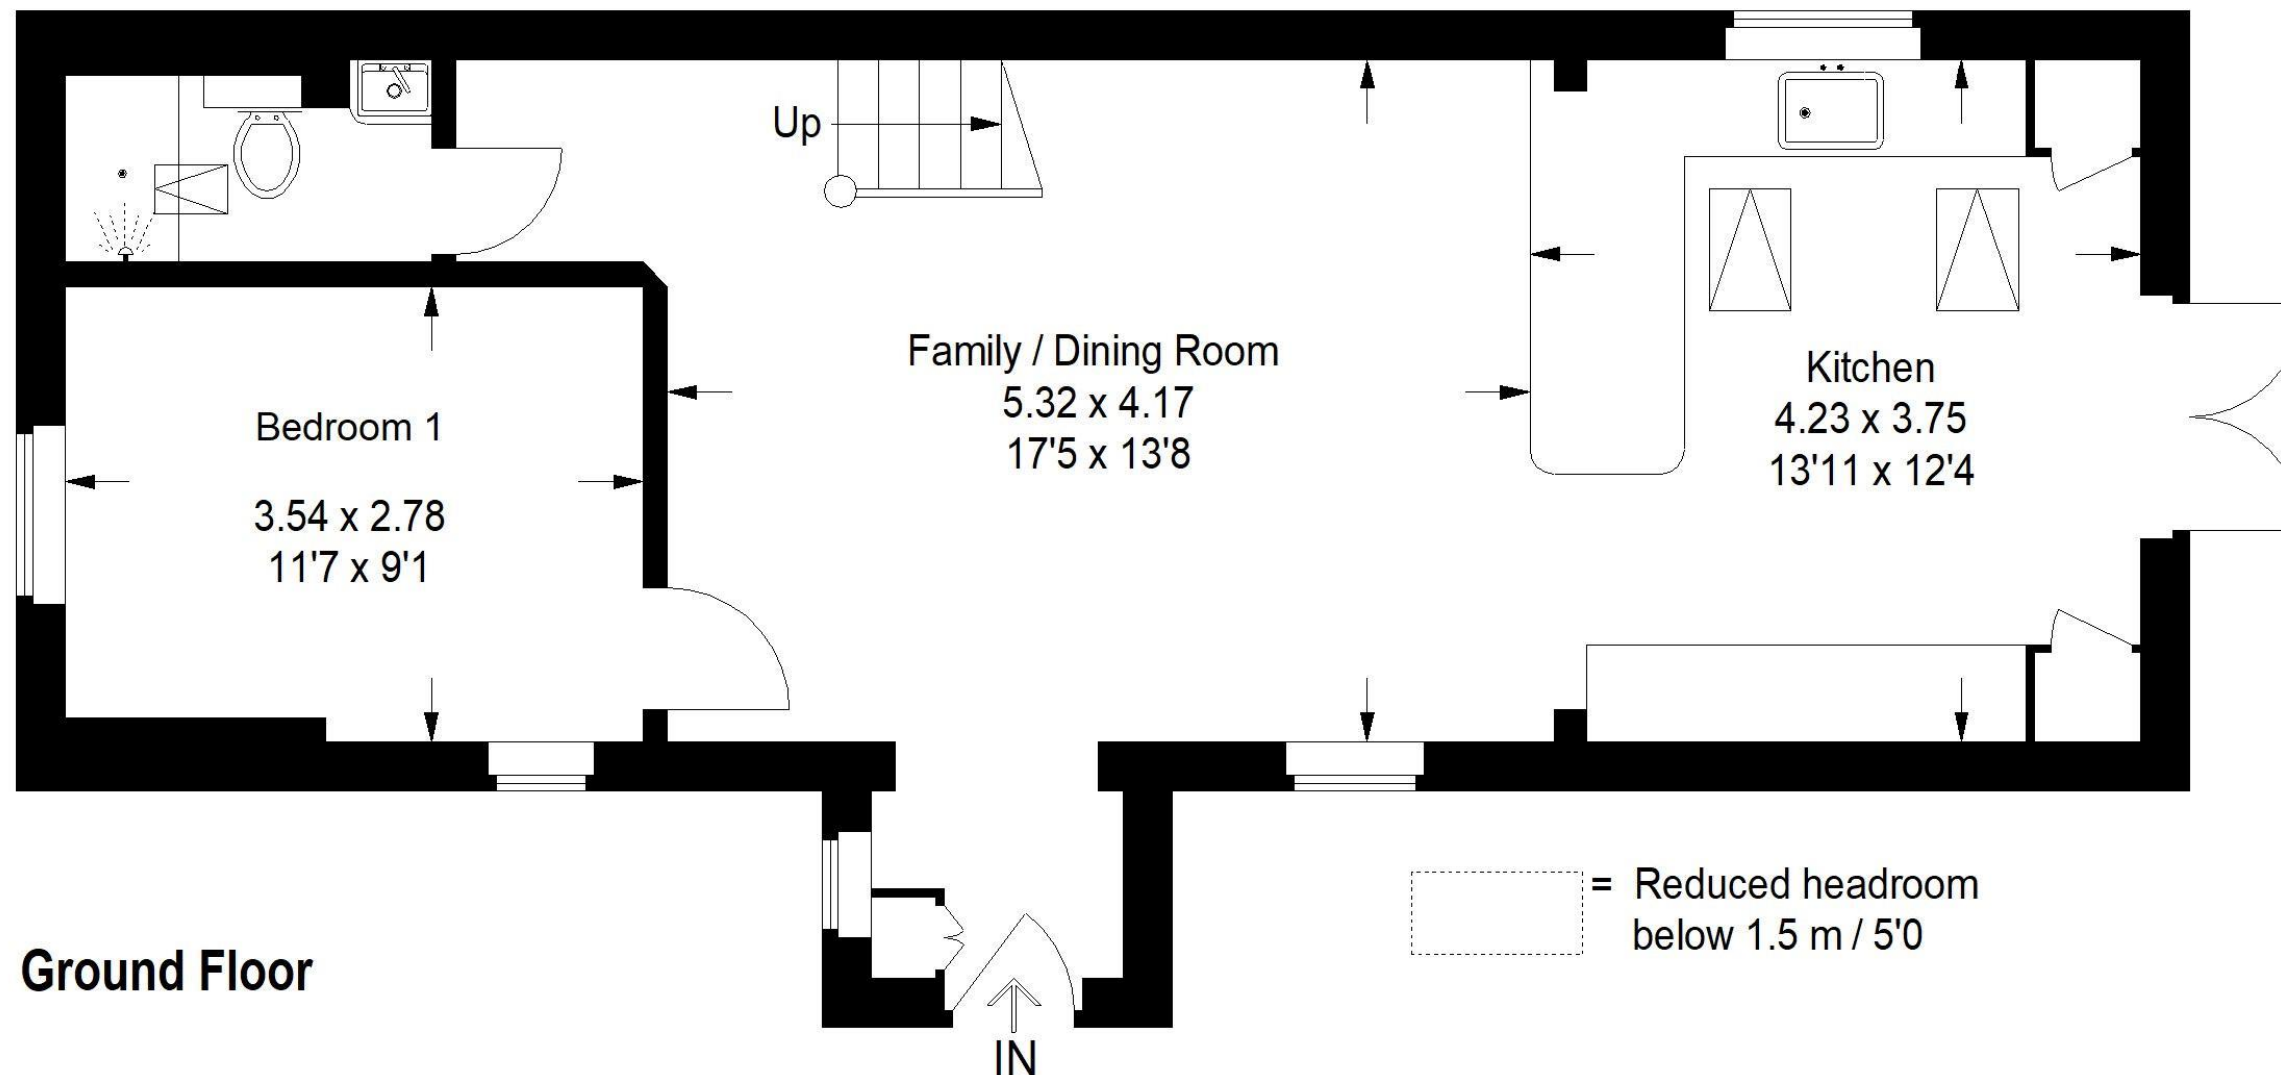 Up
Family / Dining Room
5.32 x 4.17
17'5 x 13'8
Kitchen
4.23 x 3.75
13'11 x 12'4
Bedroom 1
3.54 x 2.78
11'7 x 9'1
= Reduced headroom
below 1.5 m / 5'0
Ground Floor
IN